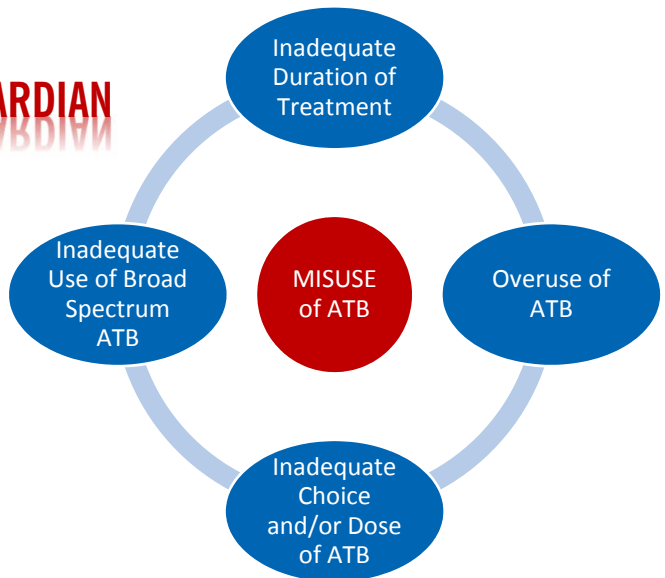 Inadequate
Duration of
Treatment
ARDIAN
Inadequate
Use of Broad
Spectrum
ATB
MISUSE
of ATB
Overuse of
ATB
Inadequate
Choice
and/or Dose
of ATB